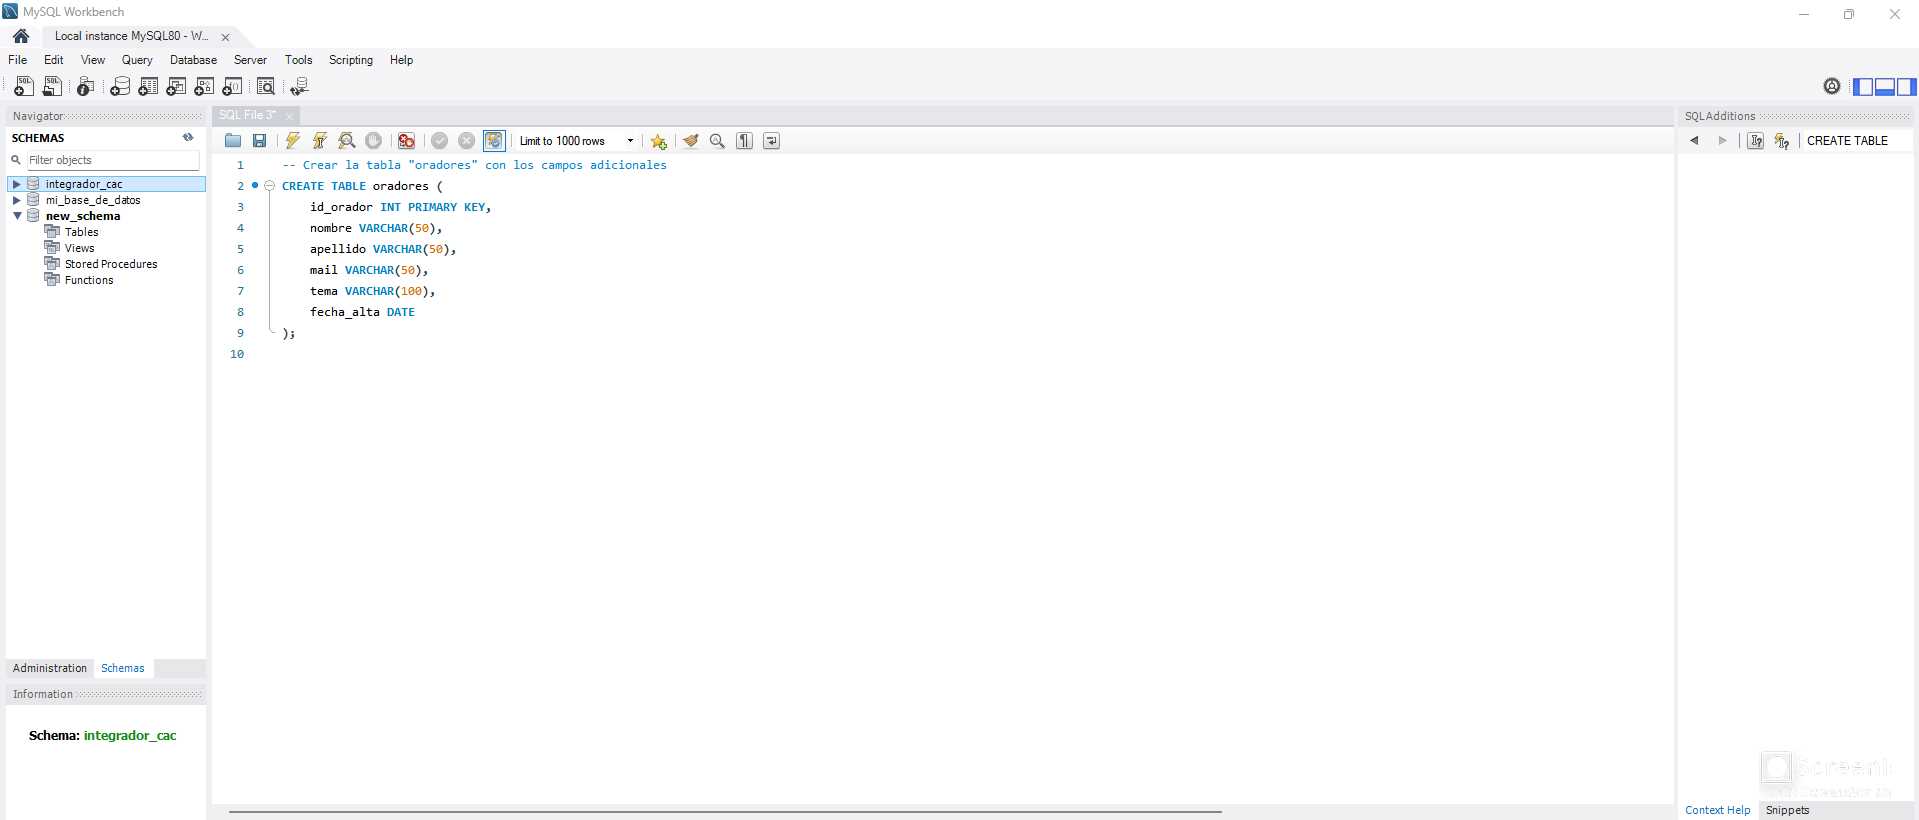 MySQL Workbench
Local instance MySQL80 - W...
File Edit View Query Database Server Tools Scripting Help
Navigator
SCHEMAS
Filter objects
integrador_cac
mi_base_de_datos
new_schema
Tables
Views
Stored Procedures
Functions
Administration Schemas
Information
Schema: integrador_cac
SQL File 3*
Limit to 1000 rows
1 -- Crear la tabla "oradores" con los campos adicionales
2 CREATE TABLE oradores (
3 id_orador INT PRIMARY KEY,
4 nombre VARCHAR(50),
5 apellido VARCHAR(50),
6 mail VARCHAR(50),
7 tema VARCHAR(100),
8 fecha_alta DATE
9 );
10
SQLAdditions
CREATE TABLE
Context Help Snippets